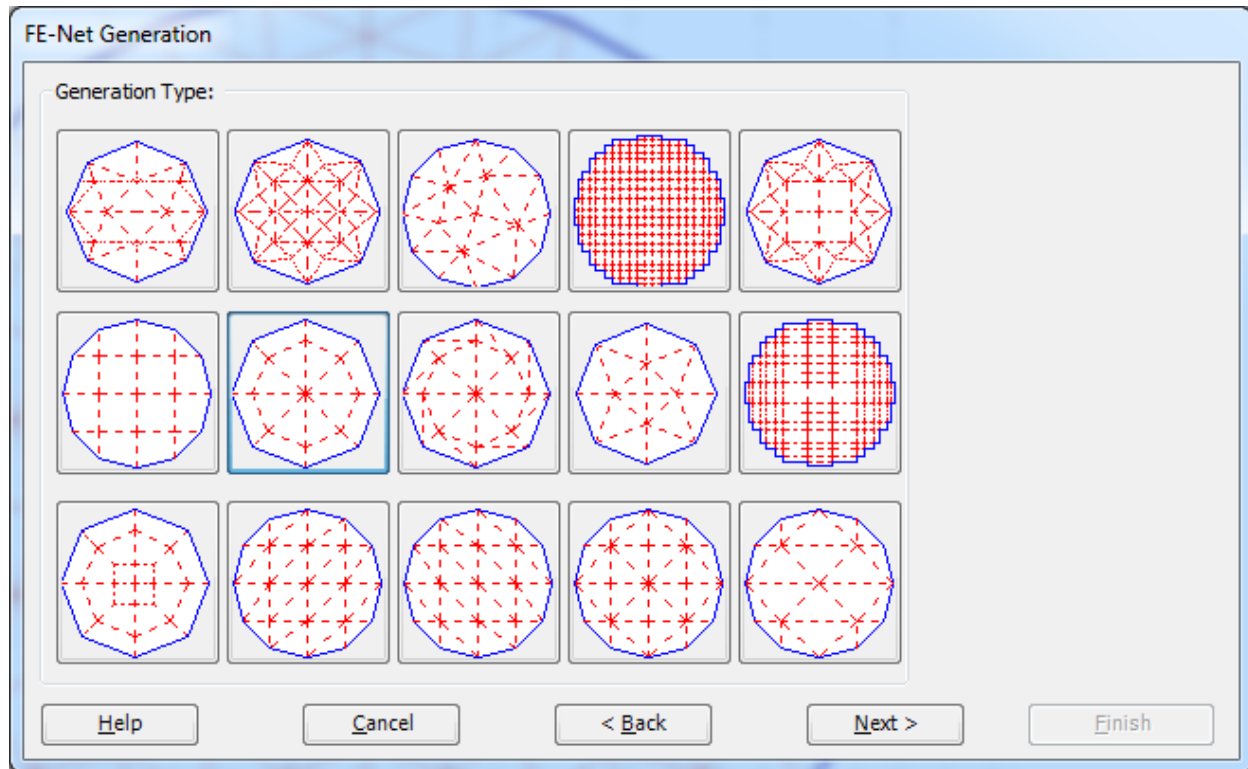 FE-Net Generation
Generation Type:
Help
Cancel
< Back
Next >
Finish